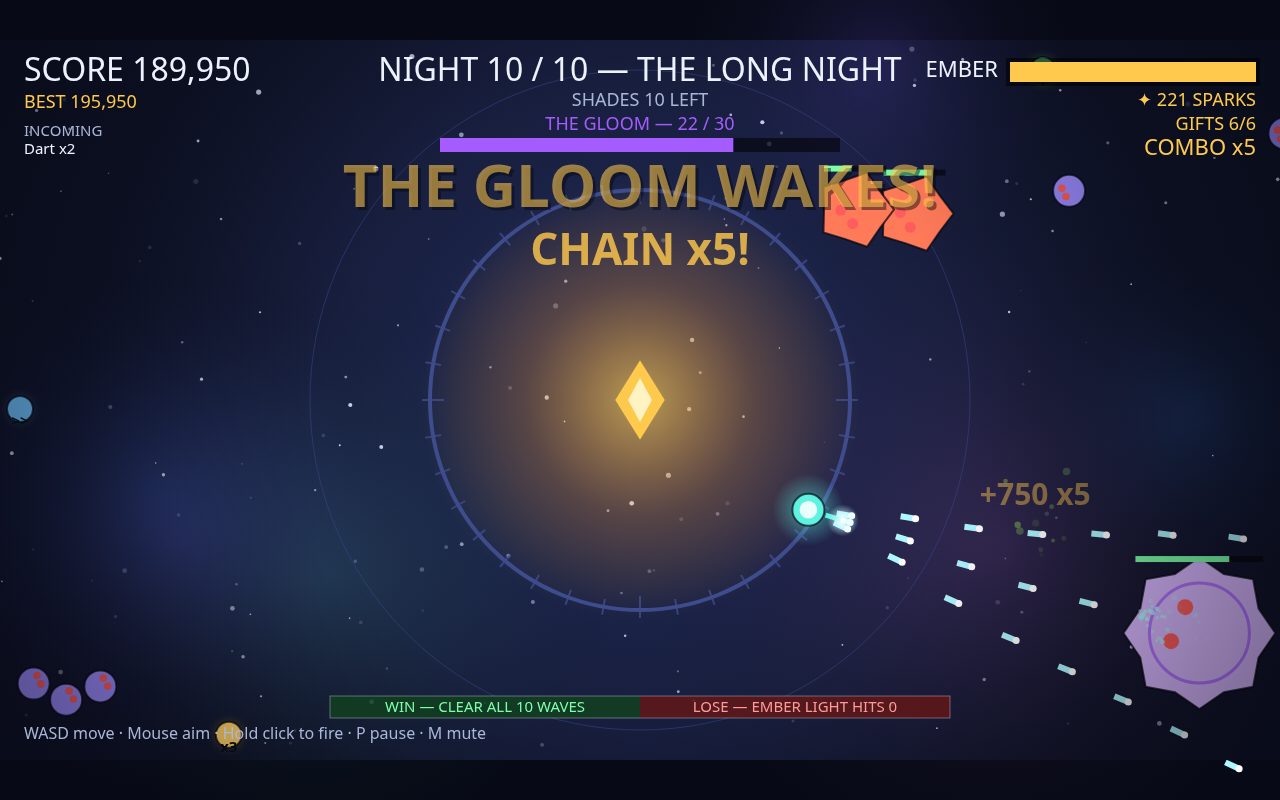 SCORE 189,950
BEST 195,950
INCOMING
Dart x2
NIGHT 10 / 10 — THE LONG NIGHT
SHADES 10 LEFT
THE GLOOM — 22 / 30
EMBER
✦ 221 SPARKS
GIFTS 6/6
COMBO x5
THE GLOOM WAKES!
CHAIN x5!
+750 x5
WIN — CLEAR ALL 10 WAVES
LOSE — EMBER LIGHT HITS 0
WASD move · Mouse aim · Hold click to fire · P pause · M mute